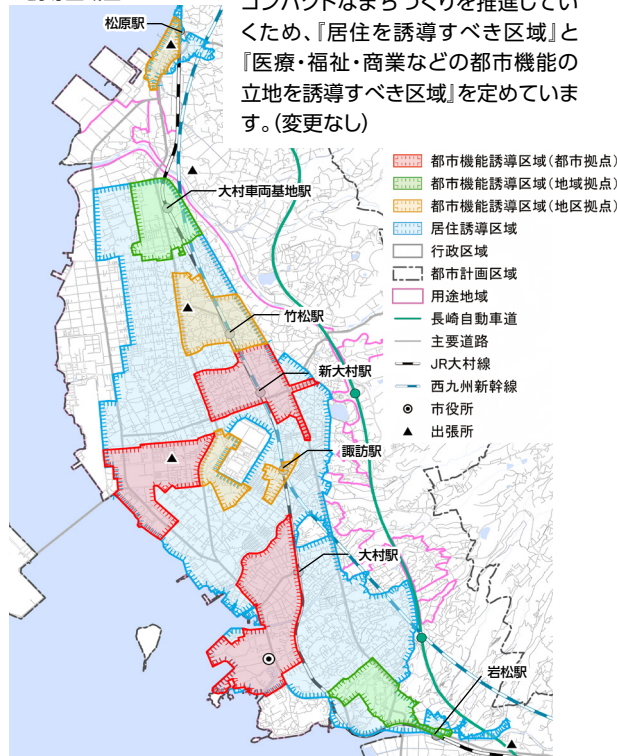 コンパクトなまちづくりを推進してい
くため、『居住を誘導すべき区域』と
『医療・福祉・商業などの都市機能の
立地を誘導すべき区域』を定めていま
す。(変更なし)
松原駅
大村車両基地駅
竹松駅
新大村駅
諏訪駅
大村駅
岩松駅
都市機能誘導区域(都市拠点)
都市機能誘導区域(地域拠点)
都市機能誘導区域(地区拠点)
居住誘導区域
行政区域
都市計画区域
用途地域
長崎自動車道
主要道路
JR大村線
西九州新幹線
市役所
出張所